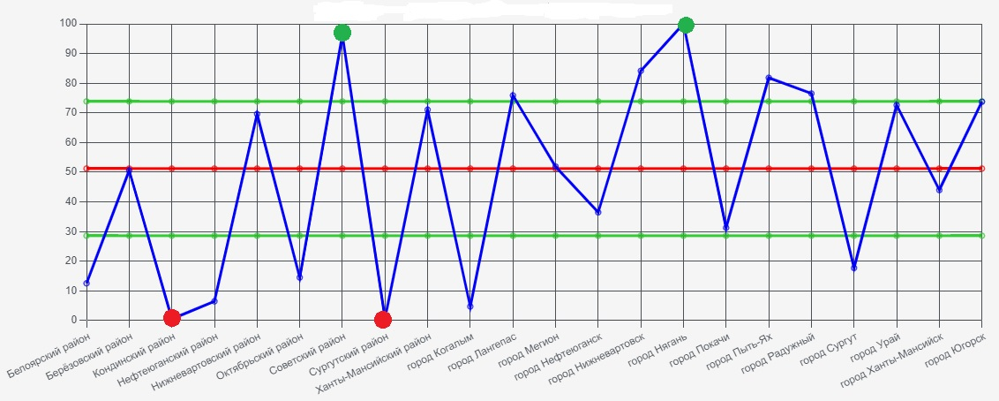 100
90
80
70
60
50
40
30
20
10
0
Белоярский район
Берёзовский район
Кондинский район
Нефтеюганский район
Нижневартовский район
Октябрьский район
Советский район
Сургутский район
Ханты-Мансийский район
город Когалым
город Лангепас
город Мегион
город Нефтеюганск
город Нижневартовск
город Нягань
город Покачи
город Пыть-Ях
город Радужный
город Сургут
город Урай
город Ханты-Мансийск
город Югорск